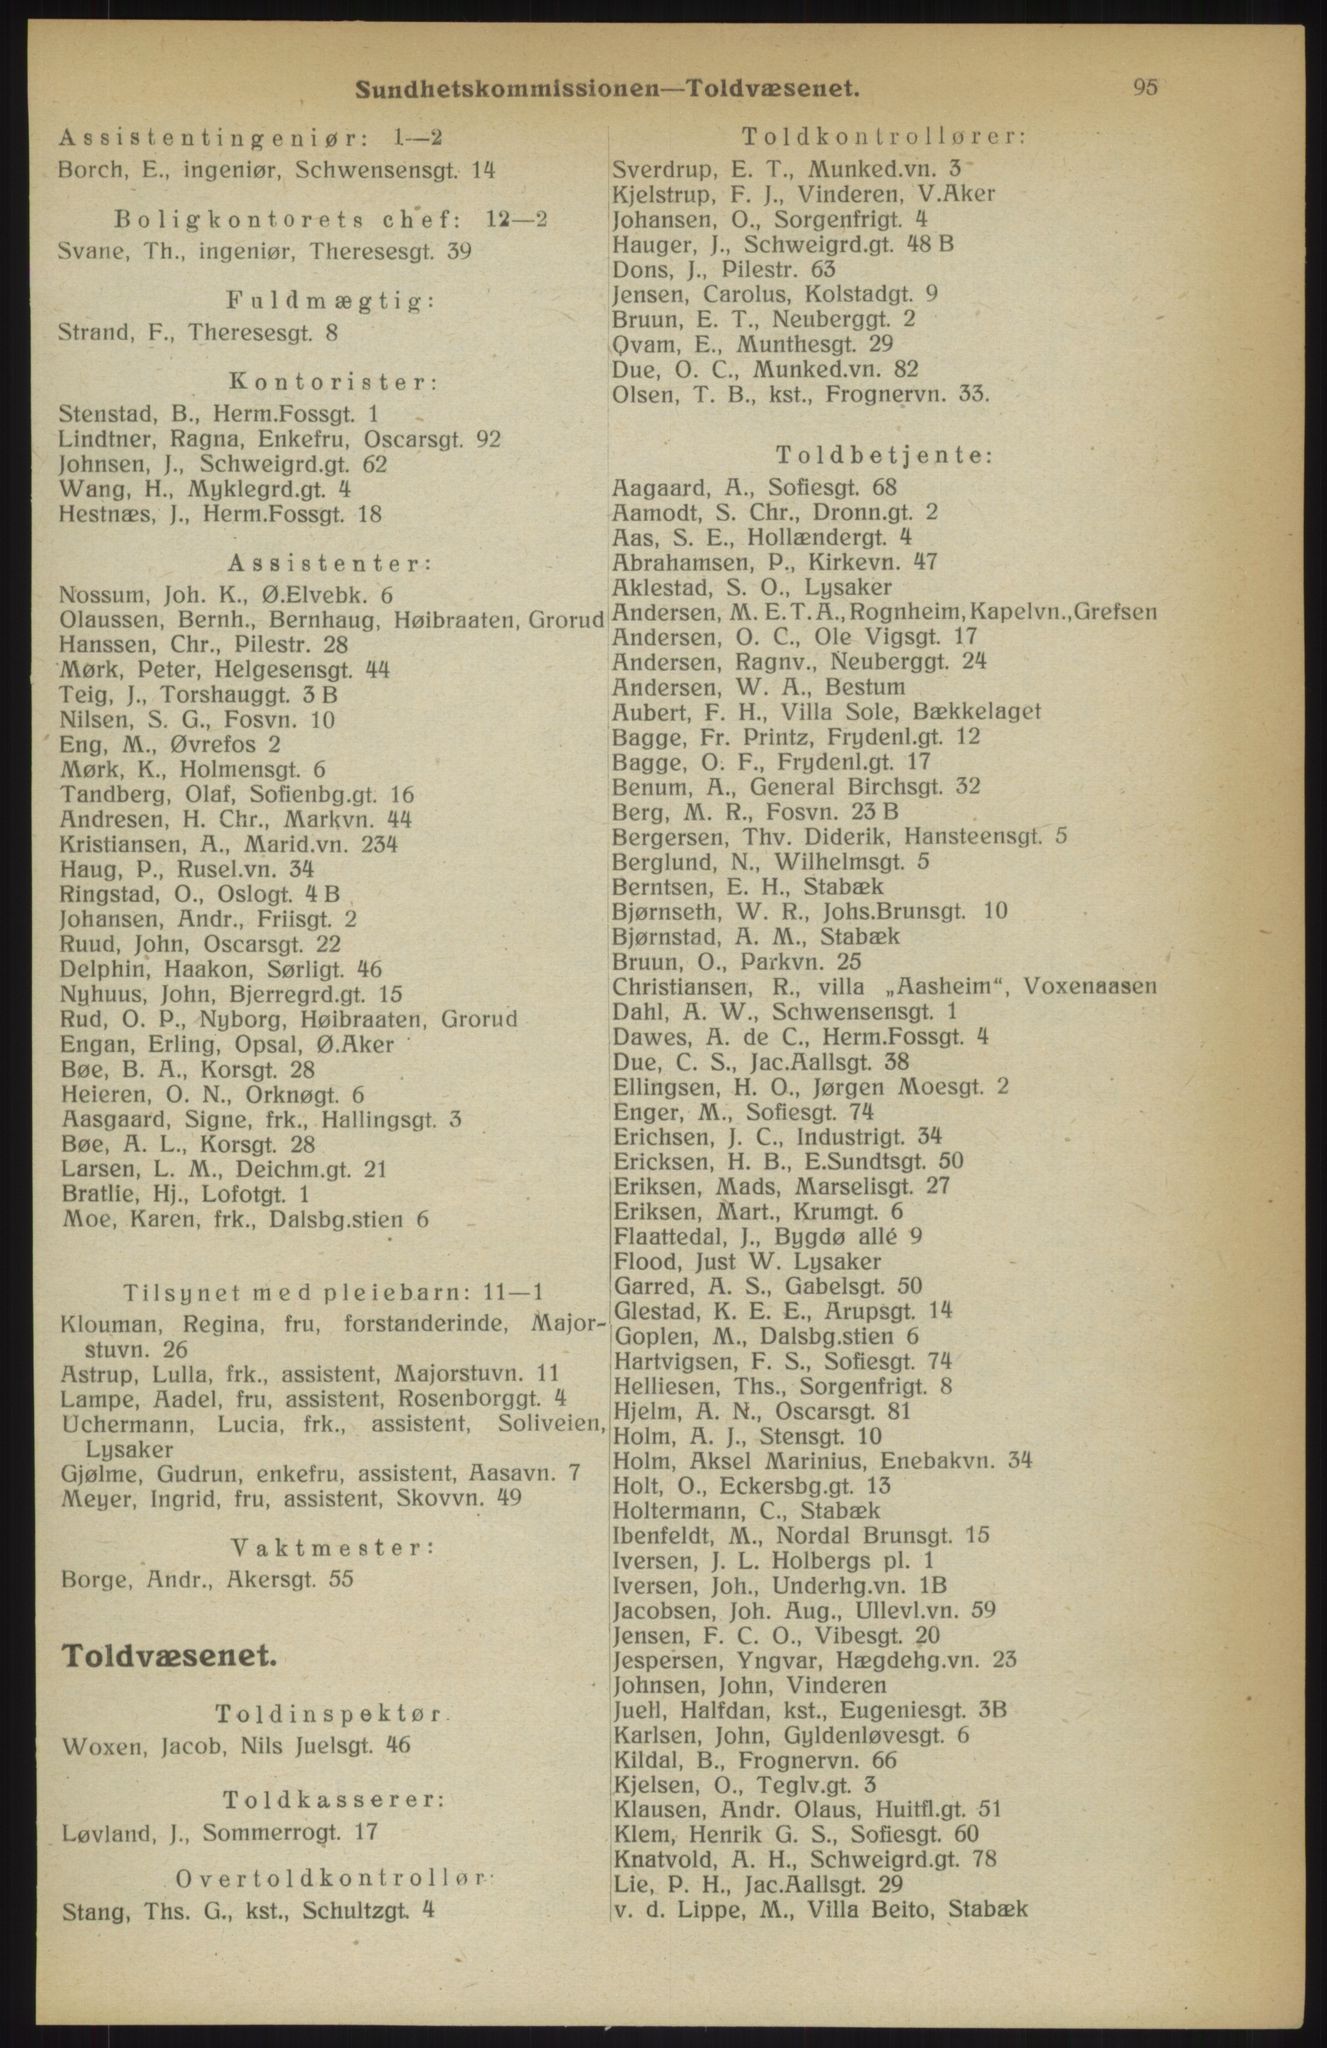 Sundhetskommissionen—Toldvæsenet. 95
Assistentingeniør: 1—2
Borch, E., ingeniør, Schwensensgt. 14
Boligkontorets chef: 12—2
Svane, Th., ingeniør, Theresesgt. 39
Fuldmægtig:
Strand, F., Theresesgt. 8
Kontorister:
Stenstad, B., Herm.Fossgt. 1
Lindtner, Ragna, Enkefru, Oscarsgt. 92
Johnsen, J., Schweigrd.gt. 62
Wang, H., Myklegrd.gt. 4
Hestnæs, J., Herm.Fossgt. 18
Assistenter:
Nossum, Joh. K., Ø.Elvebk. 6
Olaussen, Bernh., Bernhaug, Høibraaten, Grorud
Hanssen, Chr., Pilestr. 28
Mørk, Peter, Helgesensgt. 44
Teig, J., Torshauggt. 3 B
Nilsen, S. G., Fosvn. 10
Eng, M., Øvrefos 2
Mørk, K., Holmensgt. 6
Tandberg, Olaf, Sofienbg.gt. 16
Andresen, H. Chr., Markvn. 44
Kristiansen, A., Marid.vn. 234
Haug, P., Rusel.vn. 34
Ringstad, O., Oslogt. 4 B
Johansen, Andr., Friisgt. 2
Ruud, John, Oscarsgt. 22
Delphin, Haakon, Sørligt. 46
Nyhuus, John, Bjerregrd.gt. 15
Rud, O. P., Nyborg, Høibraaten, Grorud
Engan, Erling, Opsal, Ø.Aker
Bøe, B. A., Korsgt. 28
Heieren, O. N., Orknøgt. 6
Aasgaard, Signe, frk., Hallingsgt. 3
Bøe, A. L., Korsgt. 28
Larsen, L. M., Deichm.gt. 21
Bratlie, Hj., Lofotgt. 1
Moe, Karen, frk., Dalsbg.stien 6
Tilsynet med pleiebarn: 11—1
Klouman, Regina, fru, forstanderinde, Major-
stuvn. 26
Astrup, Lulla, frk., assistent, Majorstuvn. 11
Lampe, Aadel, fru, assistent, Rosenborggt. 4
Uchermann, Lucia, frk., assistent, Soliveien,
Lysaker
Gjølme, Gudrun, enkefru, assistent, Aasavn. 7
Meyer, Ingrid, fru, assistent, Skovvn. 49
Vaktmester:
Borge, Andr., Akersgt. 55
Toldvæsenet.
Toldinspektør.
Woxen, Jacob, Nils Juelsgt. 46
Toldkasserer:
Løvland, J., Sommerrogt. 17
Overtoldkontrollør:
Stang, Ths. G., kst., Schultzgt. 4
Toldkontrollører:
Sverdrup, E. T., Munked.vn. 3
Kjelstrup, F. J., Vinderen, V.Aker
Johansen, O., Sorgenfrigt. 4
Hauger, J., Schweigrd.gt. 48 B
Dons, J., Pilestr. 63
Jensen, Carolus, Kolstadgt. 9
Bruun, E. T., Neuberggt. 2
Qvam, E., Munthesgt. 29
Due, O. C., Munked.vn. 82
Olsen, T. B., kst., Frognervn. 33.
Toldbetjente:
Aagaard, A., Sofiesgt. 68
Aamodt, S. Chr., Dronn.gt. 2
Aas, S. E., Hollændergt. 4
Abrahamsen, P., Kirkevn. 47
Aklestad, S. O., Lysaker
Andersen, M. E. T. A., Rognheim, Kapelvn., Grefsen
Andersen, O. C., Ole Vigsgt. 17
Andersen, Ragnv., Neuberggt. 24
Andersen, W. A., Bestum
Aubert, F. H., Villa Sole, Bækkelaget
Bagge, Fr. Printz, Frydenl.gt. 12
Bagge, O. F., Frydenl.gt. 17
Benum, A., General Birchsgt. 32
Berg, M. R., Fosvn. 23 B
Bergersen, Thv. Diderik, Hansteensgt. 5
Berglund, N., Wilhelmsgt. 5
Berntsen, E. H., Stabæk
Bjørnseth, W. R., Johs.Brunsgt. 10
Bjørnstad, A. M., Stabæk
Bruun, O., Parkvn. 25
Christiansen, R., villa „Aasheim“, Voxenaasen
Dahl, A. W., Schwensensgt. 1
Dawes, A. de C., Herm.Fossgt. 4
Due, C. S., Jac.Aallsgt. 38
Ellingsen, H. O., Jørgen Moesgt. 2
Enger, M., Sofiesgt. 74
Erichsen, J. C., Industrigt. 34
Ericksen, H. B., E.Sundtsgt. 50
Eriksen, Mads, Marselisgt. 27
Eriksen, Mart., Krumgt. 6
Flaattedal, J., Bygdø allé 9
Flood, Just W. Lysaker
Garred, A. S., Gabelsgt. 50
Glestad, K. E. E., Arupsgt. 14
Goplen, M., Dalsbg.stien 6
Hartvigsen, F. S., Sofiesgt. 74
Helliesen, Ths., Sorgenfrigt. 8
Hjelm, A. N., Oscarsgt. 81
Holm, A. J., Stensgt. 10
Holm, Aksel Marinius, Enebakvn. 34
Holt, O., Eckersbg.gt. 13
Holtermann, C., Stabæk
Ibenfeldt, M., Nordal Brunsgt. 15
Iversen, J. L. Holbergs pl. 1
Iversen, Joh., Underhg.vn. 1B
Jacobsen, Joh. Aug., Ullevl.vn. 59
Jensen, F. C. O., Vibesgt. 20
Jespersen, Yngvar, Hægdehg.vn. 23
Johnsen, John, Vinderen
Juell, Halfdan, kst., Eugeniesgt. 3B
Karlsen, John, Gyldenløvesgt. 6
Kildal, B., Frognervn. 66
Kjelsen, O., Teglv.gt. 3
Klausen, Andr. Olaus, Huitfl.gt. 51
Klem, Henrik G. S., Sofiesgt. 60
Knatvold, A. H., Schweigrd.gt. 78
Lie, P. H., Jac.Aallsgt. 29
v. d. Lippe, M., Villa Beito, Stabæk